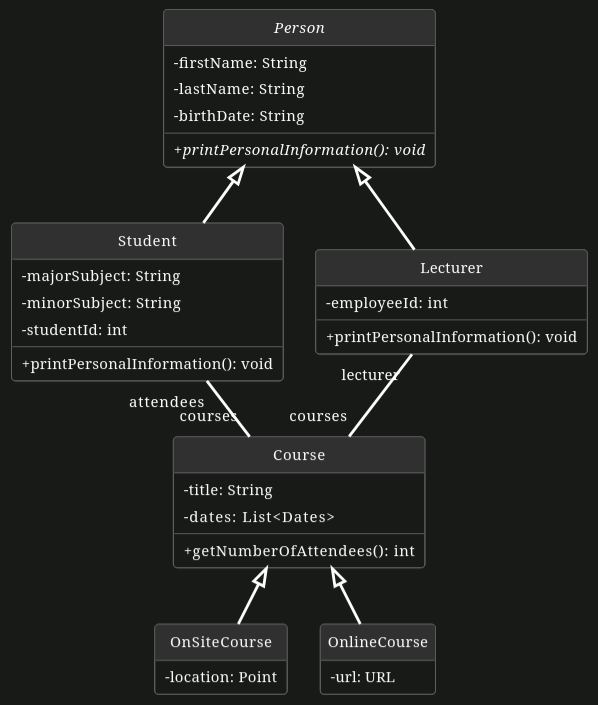 Person
-firstName: String
-lastName: String
-birthDate: String
+printPersonalInformation(): void
Student
-majorSubject: String
-minorSubject: String
-studentId: int
+printPersonalInformation(): void
Lecturer
-employeeId: int
+printPersonalInformation(): void
lecturer
attendees
courses
courses
Course
-title: String
-dates: List<Dates>
+getNumberOfAttendees(): int
OnSiteCourse
-location: Point
OnlineCourse
-url: URL